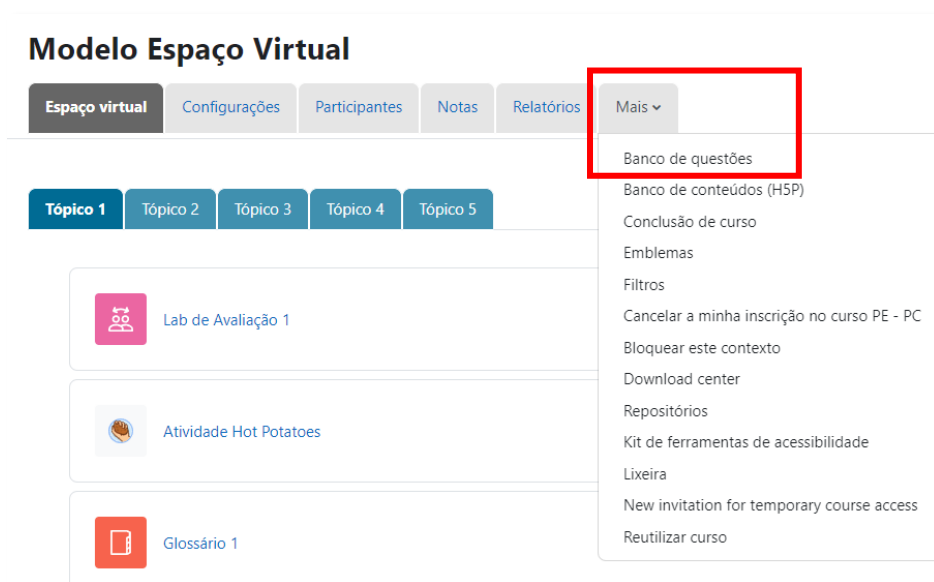 Modelo Espaço Virtual
Espaço virtual Configurações Participantes Notas Relatórios Mais
Banco de questões
Banco de conteúdos (H5P)
Conclusão de curso
Emblemas
Filtros
Cancelar a minha inscrição no curso PE - PC
Bloquear este contexto
Download center
Repositórios
Kit de ferramentas de acessibilidade
Lixeira
New invitation for temporary course access
Reutilizar curso
Tópico 1 Tópico 2 Tópico 3 Tópico 4 Tópico 5
Lab de Avaliação 1
Atividade Hot Potatoes
Glossário 1